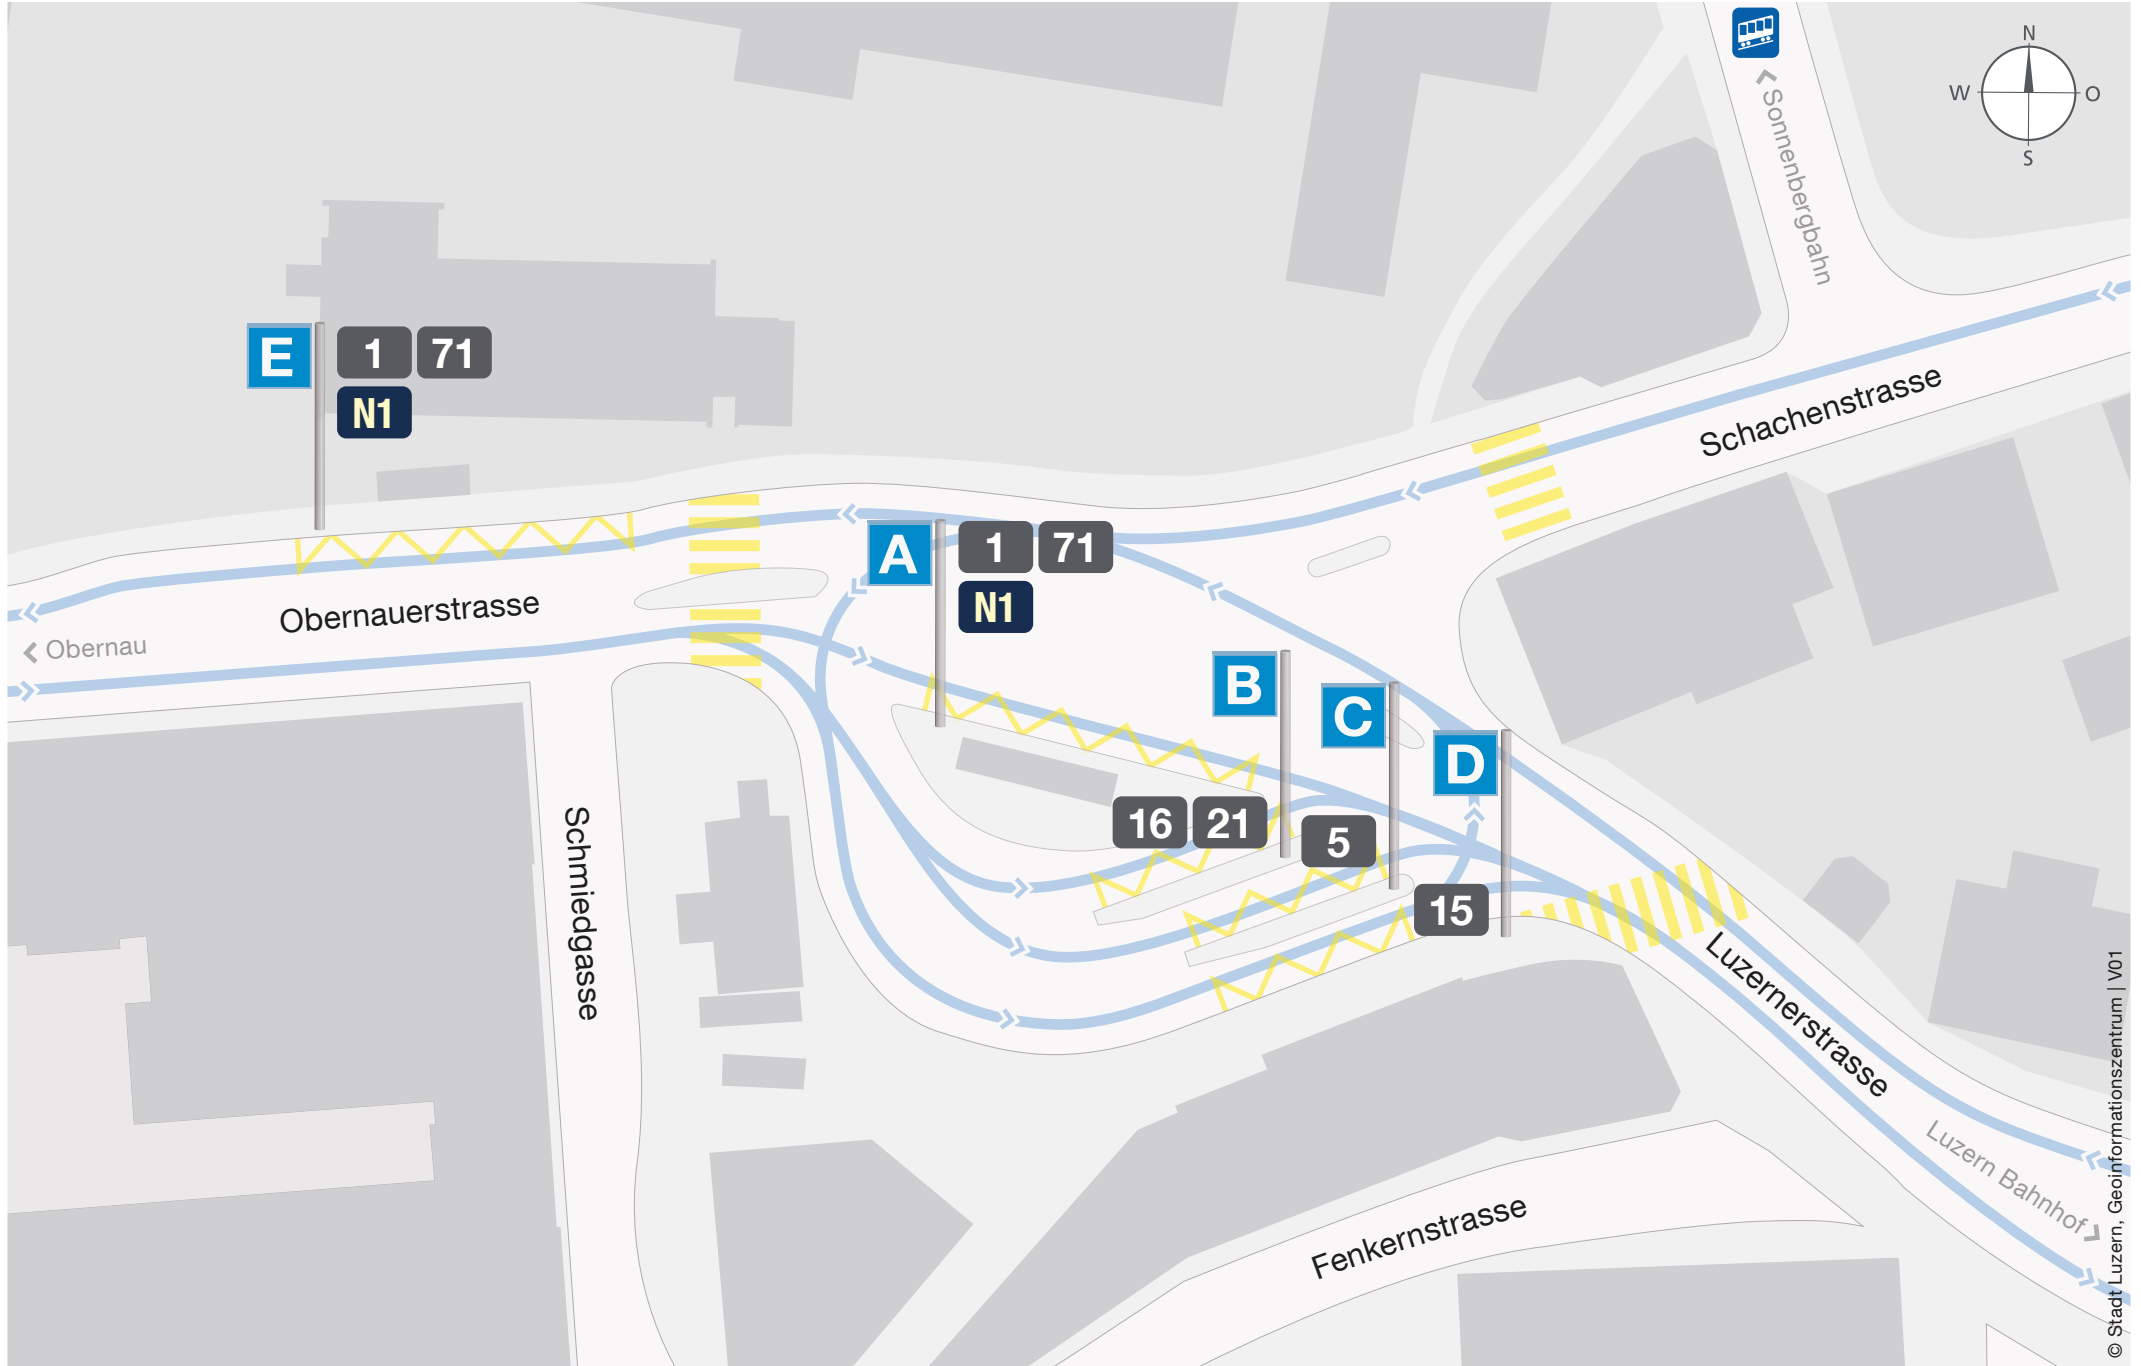 N
W
O
S
Sonnenbergbahn
E
1
71
N1
Schachenstrasse
A
1
71
N1
Obernauerstrasse
Obernau
B
C
D
16
21
5
15
Schmiedgasse
Luzernerstrasse
Luzern Bahnhof
Fenkernstrasse
© Stadt Luzern, Geoinformationszentrum | V01